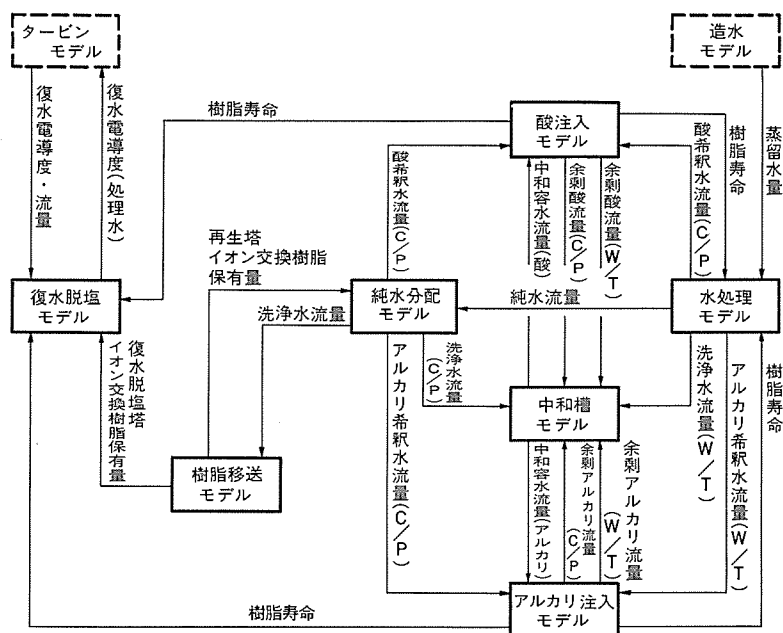 タービン
モデル
造水
モデル
復水電導度・流量
復水電導度(処理水)
樹脂寿命
酸注入
モデル
酸希釈水流量(C/P)
中和容水流量(酸)
余剰酸流量(C/P)
余剰酸流量(W/T)
酸希釈水流量(C/P)
樹脂寿命
蒸留水量
再生塔
イオン交換樹脂
保有量
復水脱塩
モデル
純水分配
モデル
純水流量
水処理
モデル
洗浄水流量
復水脱塩塔
イオン交換樹脂保有量
樹脂移送
モデル
アルカリ希釈水流量(C/P)
洗浄水流量
(C/P)
中和槽
モデル
洗浄水流量(W/T)
アルカリ希釈水流量(W/T)
樹脂寿命
中和容水流量(アルカリ)
余剰アルカリ流量
(C/P)
余剰アルカリ流量
(W/T)
樹脂寿命
アルカリ注入
モデル